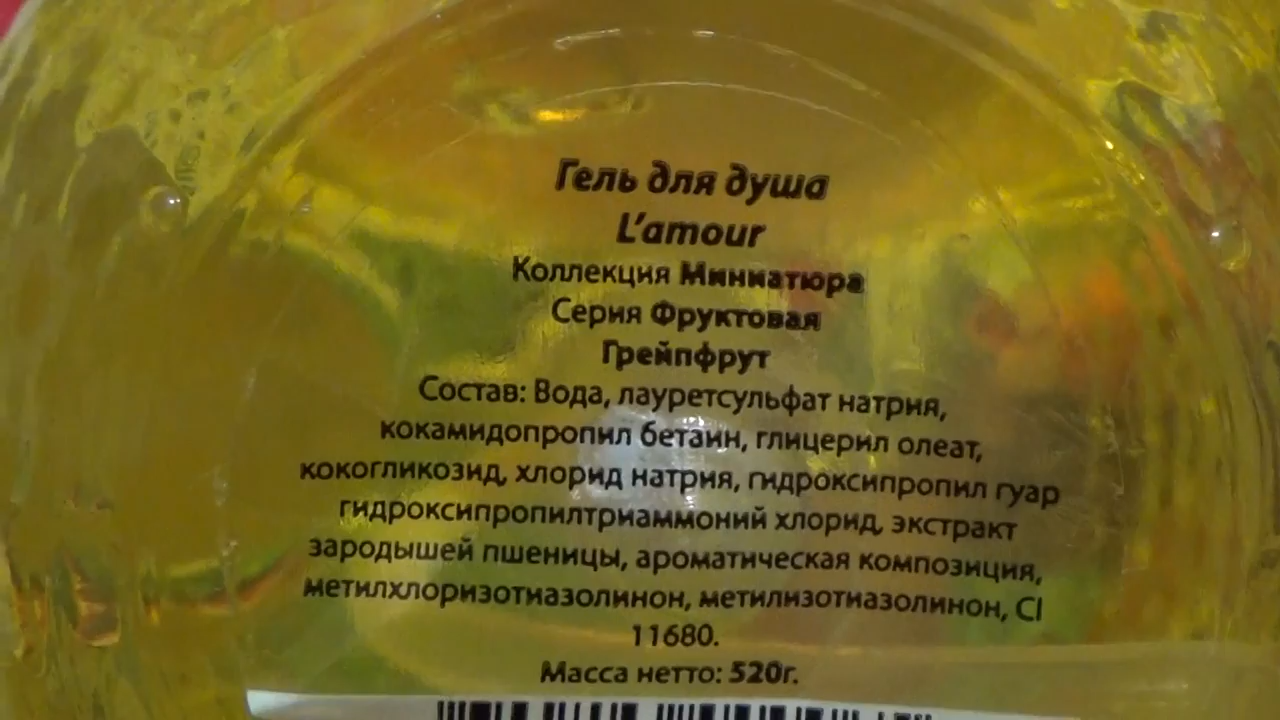 Гель для душа
L’amour
Коллекция Миниатюра
Серия Фруктовая
Грейпфрут
Состав: Вода, лауретсульфат натрия,
кокамидопропил бетаин, глицерил олеат,
кокогликозид, хлорид натрия, гидроксипропил гуар
гидроксипропилтриаммоний хлорид, экстракт
зародышей пшеницы, ароматическая композиция,
метилхлоризотиазолинон, метилизотиазолинон, CI
11680.
Масса нетто: 520г.